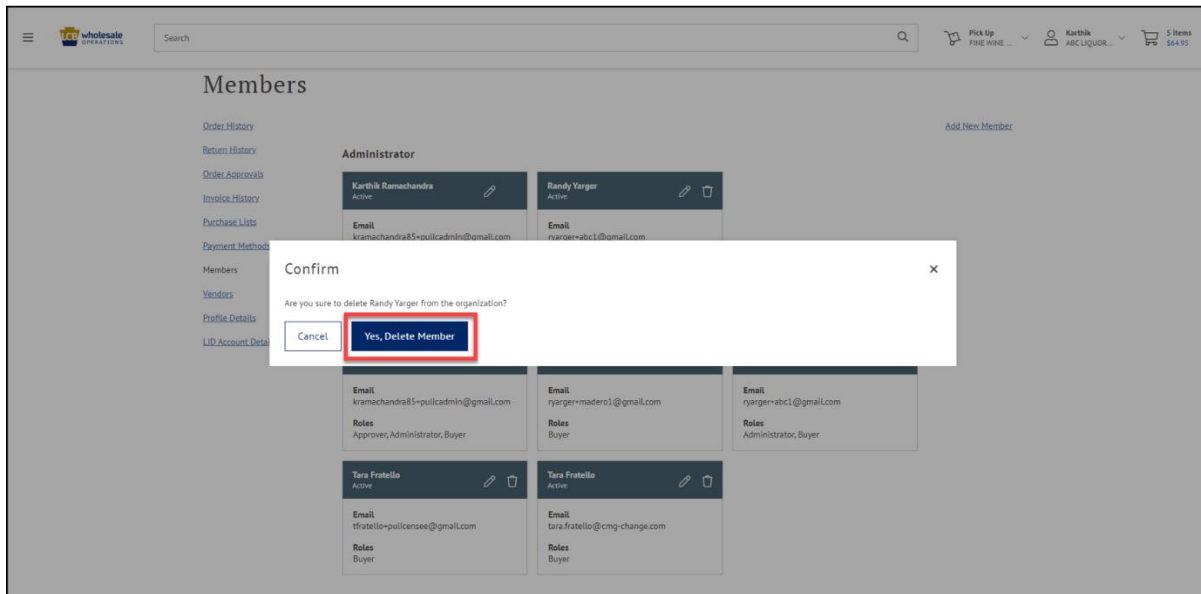 LCB wholesale
OPERATIONS
Search
Pick Up
FINE WINE ...
Karthik
ABC LIQUOR...
5 items
$64.95
Members
Order History
Return History
Order Approvals
Invoice History
Purchase Lists
Payment Methods
Members
Vendors
Profile Details
LID Account Deta
Add New Member
Administrator
Karthik Ramachandra
Active
Email
kramachandra85+pulicadmin@gmail.com
Randy Yarger
Active
Email
ryarger+abc1@gmail.com
Confirm
Are you sure to delete Randy Yarger from the organization?
Cancel
Yes, Delete Member
Email
kramachandra85+pulicadmin@gmail.com
Roles
Approver, Administrator, Buyer
Email
ryarger+madero1@gmail.com
Roles
Buyer
Email
ryarger+abc1@gmail.com
Roles
Administrator, Buyer
Tara Fratello
Active
Email
tfratello+pulicensee@gmail.com
Roles
Buyer
Tara Fratello
Active
Email
tara.fratello@cmg-change.com
Roles
Buyer